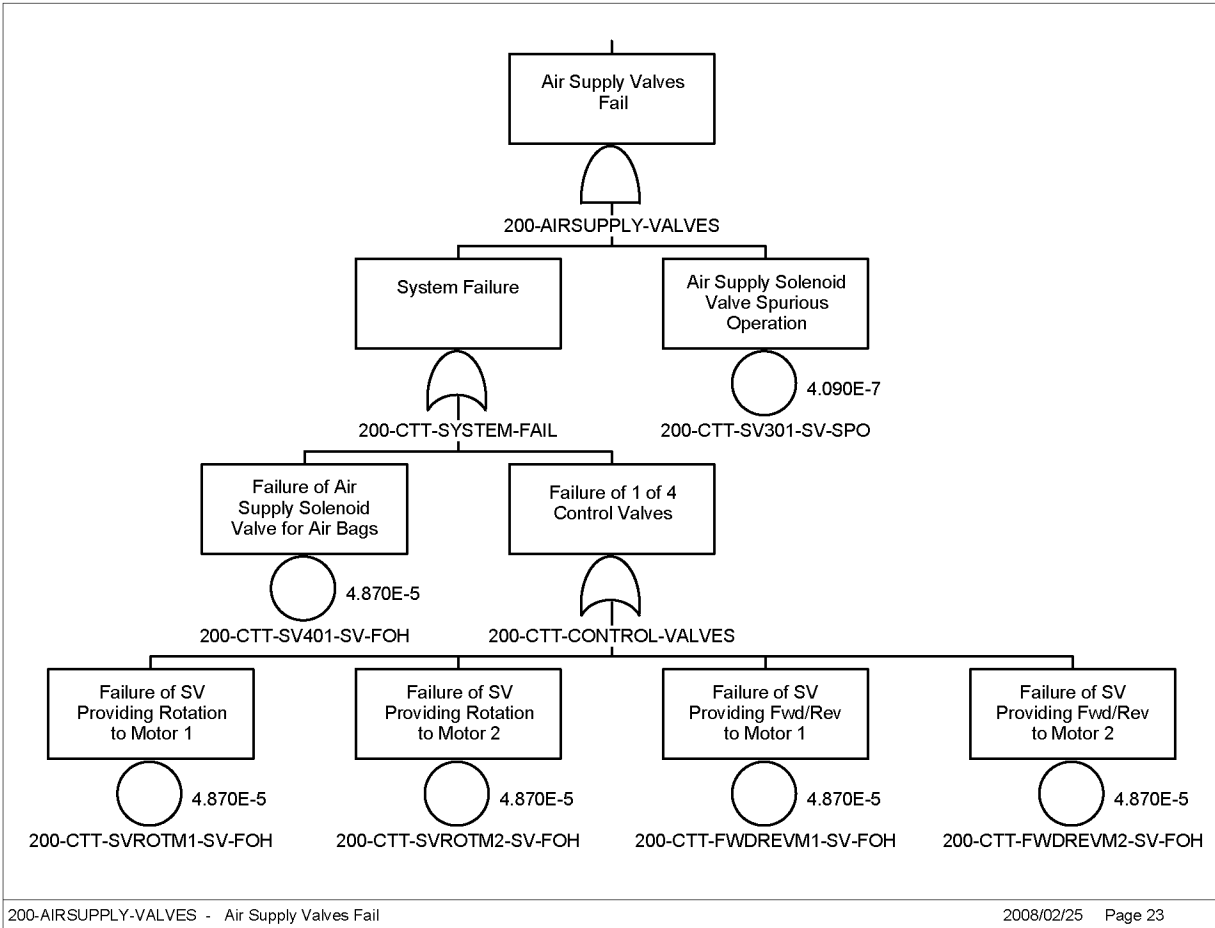 Air Supply Valves
Fail
200-AIRSUPPLY-VALVES
System Failure
Air Supply Solenoid
Valve Spurious
Operation
4.090E-7
200-CTT-SYSTEM-FAIL
200-CTT-SV301-SV-SPO
Failure of Air
Supply Solenoid
Valve for Air Bags
Failure of 1 of 4
Control Valves
4.870E-5
200-CTT-SV401-SV-FOH
200-CTT-CONTROL-VALVES
Failure of SV
Providing Rotation
to Motor 1
Failure of SV
Providing Rotation
to Motor 2
Failure of SV
Providing Fwd/Rev
to Motor 1
Failure of SV
Providing Fwd/Rev
to Motor 2
4.870E-5
4.870E-5
4.870E-5
4.870E-5
200-CTT-SVROTM1-SV-FOH
200-CTT-SVROTM2-SV-FOH
200-CTT-FWDREVM1-SV-FOH
200-CTT-FWDREVM2-SV-FOH
200-AIRSUPPLY-VALVES - Air Supply Valves Fail
2008/02/25 Page 23